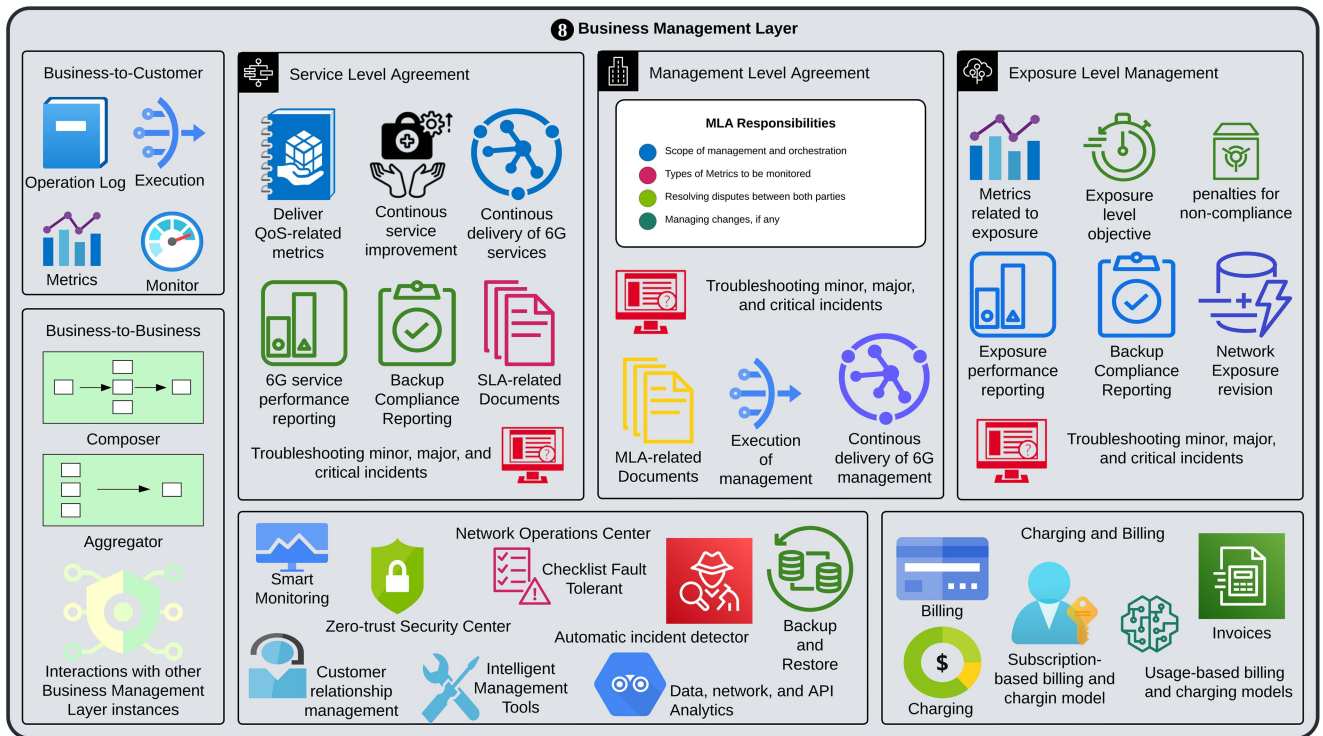 8 Business Management Layer
Business-to-Customer
Operation Log
Execution
Metrics
Monitor
Business-to-Business
Composer
Aggregator
Interactions with other
Business Management
Layer instances
Service Level Agreement
Deliver
QoS-related
metrics
Continous
service
improvement
Continous
delivery of 6G
services
6G service
performance
reporting
Backup
Compliance
Reporting
SLA-related
Documents
Troubleshooting minor, major, and
critical incidents
?
Management Level Agreement
MLA Responsibilities
Scope of management and orchestration
Types of Metrics to be monitored
Resolving disputes between both parties
Managing changes, if any
?
Troubleshooting minor, major,
and critical incidents
MLA-related
Documents
Execution
of
management
Continous
delivery of 6G
management
Exposure Level Management
Metrics
related to
exposure
Exposure
level
objective
penalties for
non-compliance
Exposure
performance
reporting
Backup
Compliance
Reporting
Network
Exposure
revision
?
Troubleshooting minor, major,
and critical incidents
Network Operations Center
Smart
Monitoring
Zero-trust Security Center
Checklist Fault
Tolerant
Automatic incident detector
Backup
and
Restore
Customer
relationship
management
Intelligent
Management
Tools
Data, network, and API
Analytics
Charging and Billing
Billing
$
Charging
Subscription-
based billing and
chargin model
Invoices
Usage-based billing
and charging models